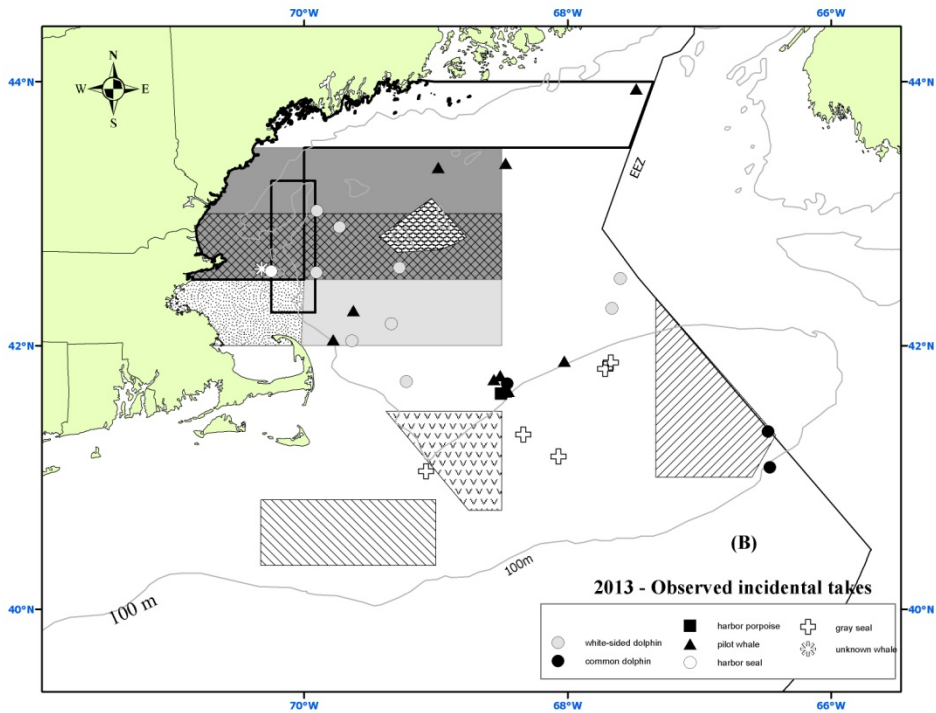 70°W 68°W 66°W
N
W E
S
44°N 44°N
EEZ
42°N 42°N
(B)
100m
2013 - Observed incidental takes
100 m
40°N 40°N
harbor porpoise gray seal
white-sided dolphin pilot whale unknown whale
common dolphin harbor seal
70°W 68°W 66°W